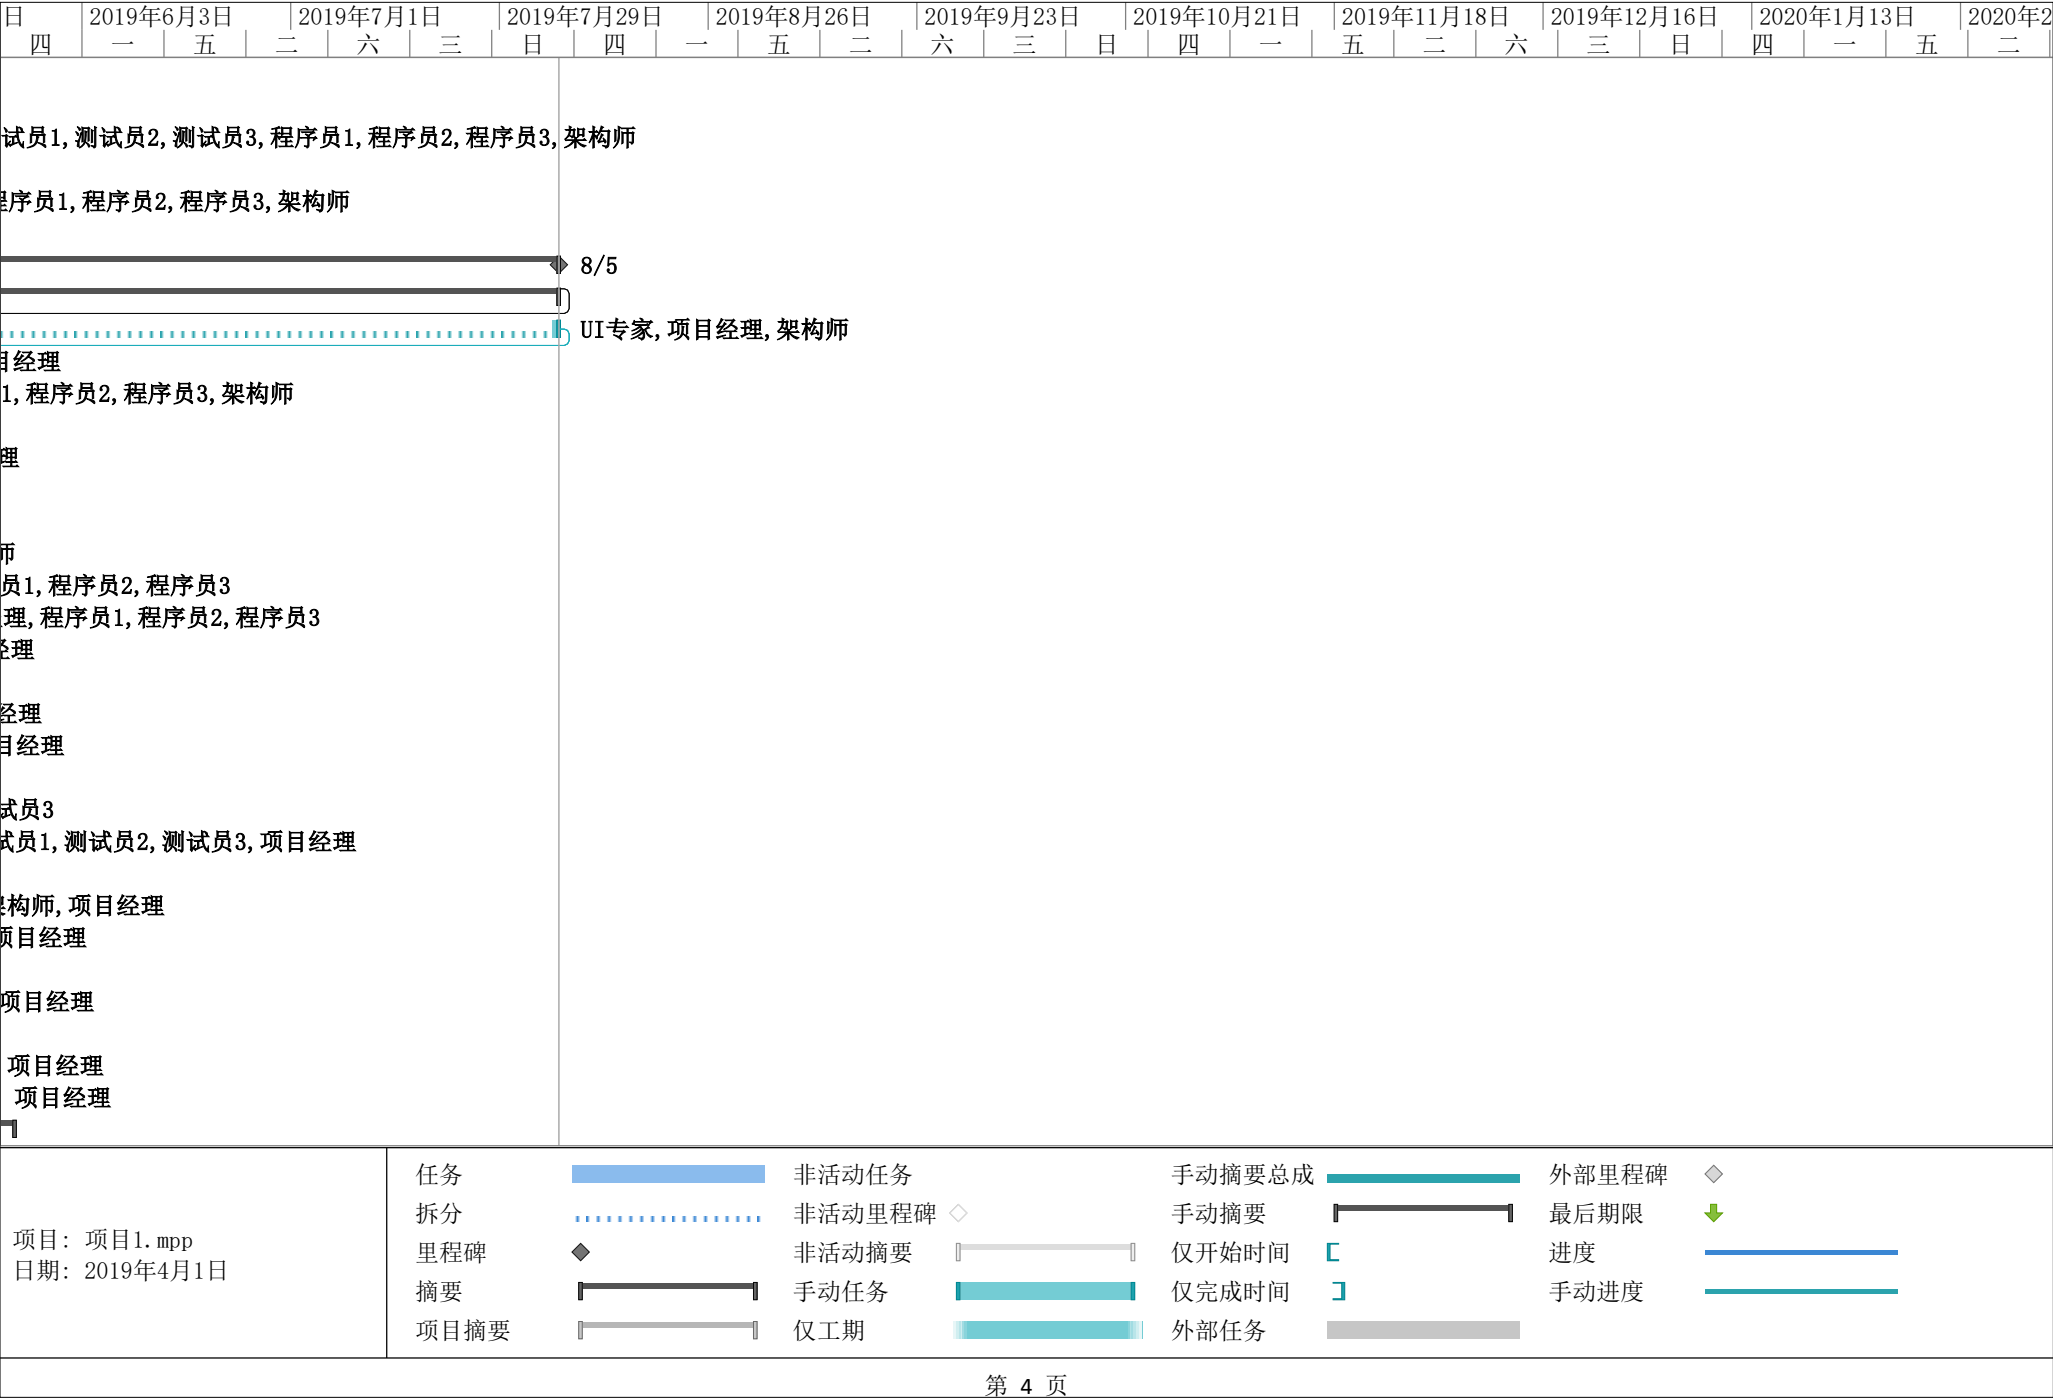 日 2019年6月3日 2019年7月1日 2019年7月29日 2019年8月26日 2019年9月23日 2019年10月21日 2019年11月18日 2019年12月16日 2020年1月13日 2020年2
四 一 五 二 六 三 日 四 一 五 二 六 三 日 四 一 五 二 六 三 日 四 一 五 二
试员1,测试员2,测试员3,程序员1,程序员2,程序员3,架构师
程序员1,程序员2,程序员3,架构师
8/5
UI专家,项目经理,架构师
目经理
1,程序员2,程序员3,架构师
理
师
员1,程序员2,程序员3
理,程序员1,程序员2,程序员3
经理
经理
目经理
试员3
试员1,测试员2,测试员3,项目经理
架构师,项目经理
项目经理
项目经理
项目经理
项目经理
项目: 项目1.mpp
日期: 2019年4月1日
任务
拆分
里程碑
摘要
项目摘要
非活动任务
非活动里程碑
非活动摘要
手动任务
仅工期
手动摘要总成
手动摘要
仅开始时间
仅完成时间
外部任务
外部里程碑
最后期限
进度
手动进度
第 4 页